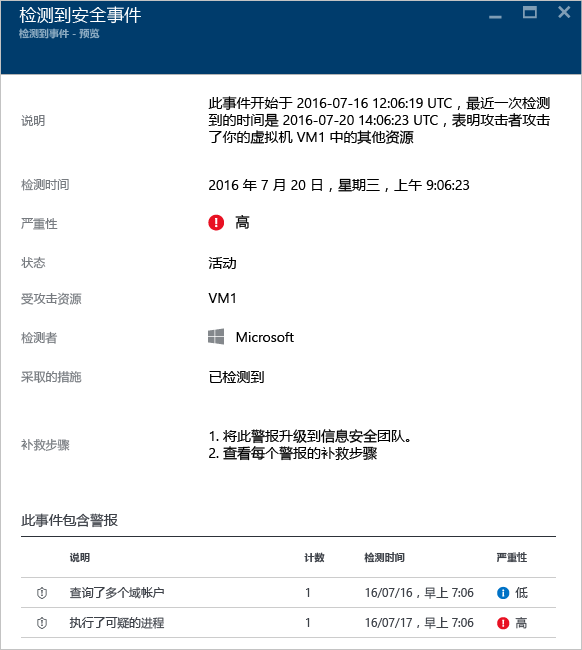 检测到安全事件
检测到事件 - 预览
说明
此事件开始于 2016-07-16 12:06:19 UTC，最近一次检测
到的时间是 2016-07-20 14:06:23 UTC，表明攻击者攻击
了你的虚拟机 VM1 中的其他资源
检测时间
2016 年 7 月 20 日，星期三，上午 9:06:23
严重性
高
状态
活动
受攻击资源
VM1
检测者
Microsoft
采取的措施
已检测到
补救步骤
1. 将此警报升级到信息安全团队。
2. 查看每个警报的补救步骤
此事件包含警报
说明 计数 检测时间 严重性
查询了多个域帐户 1 16/07/16，早上 7:06 低
执行了可疑的进程 1 16/07/17，早上 7:06 高